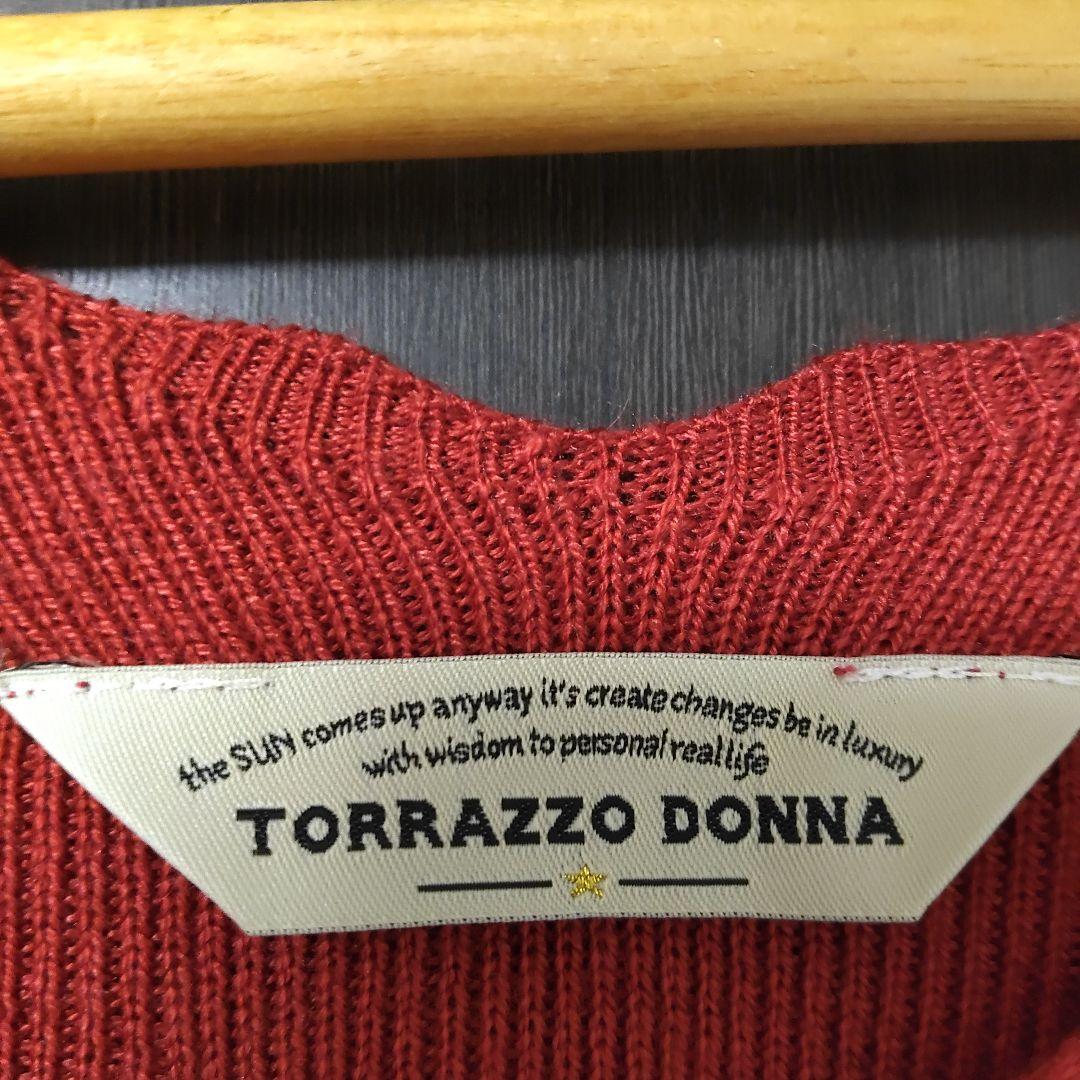 the SUN comes up anyway it's create changes be in luxury
with wisdom to personal real life
TORRAZZO DONNA